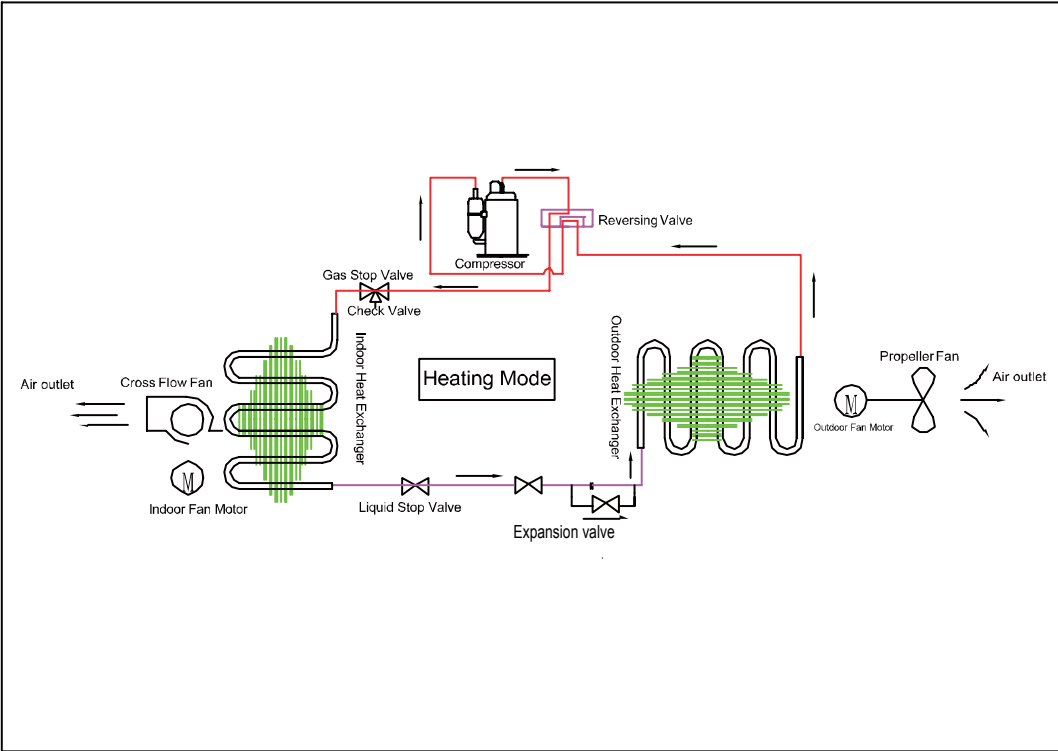 Reversing Valve
Compressor
Gas Stop Valve
Check Valve
Indoor Heat Exchanger
Outdoor Heat Exchanger
Heating Mode
Propeller Fan
Air outlet
Cross Flow Fan
Air outlet
M
Outdoor Fan Motor
M
Indoor Fan Motor
Liquid Stop Valve
Expansion valve